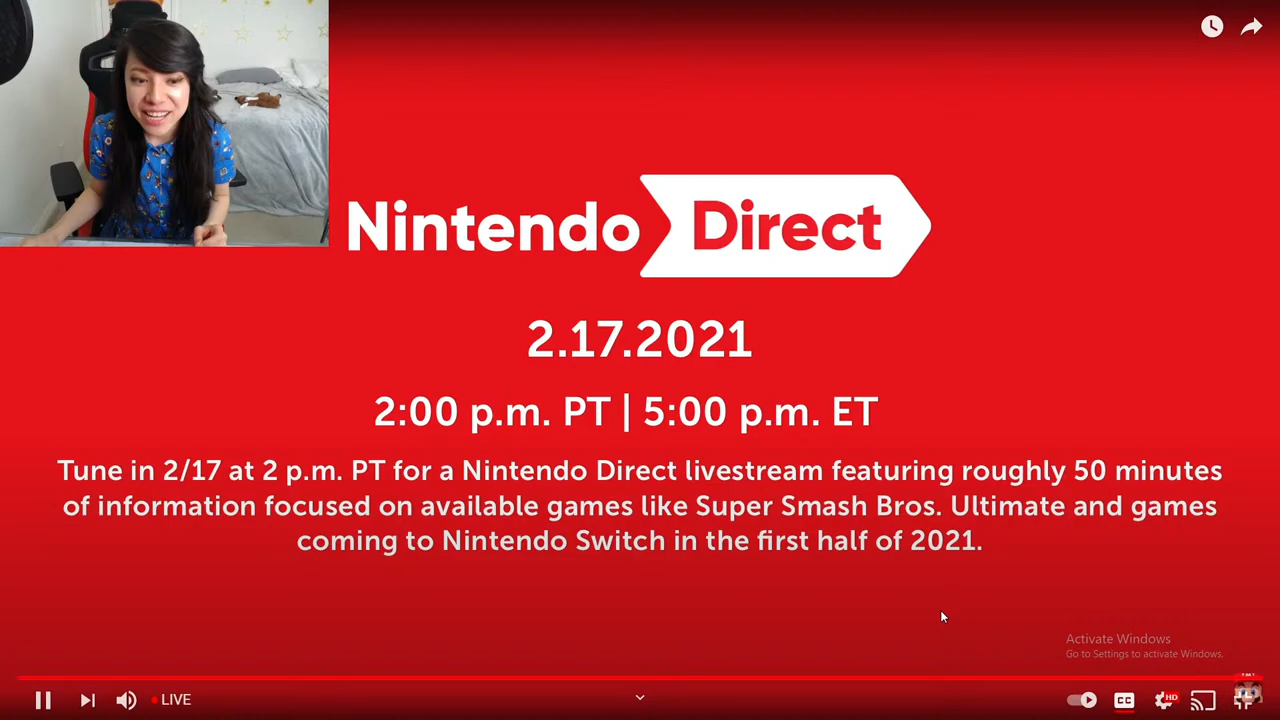 Nintendo Direct
2.17.2021
2:00 p.m. PT | 5:00 p.m. ET
Tune in 2/17 at 2 p.m. PT for a Nintendo Direct livestream featuring roughly 50 minutes
of information focused on available games like Super Smash Bros. Ultimate and games
coming to Nintendo Switch in the first half of 2021.
Activate Windows
Go to Settings to activate Windows.
LIVE
CC
HD